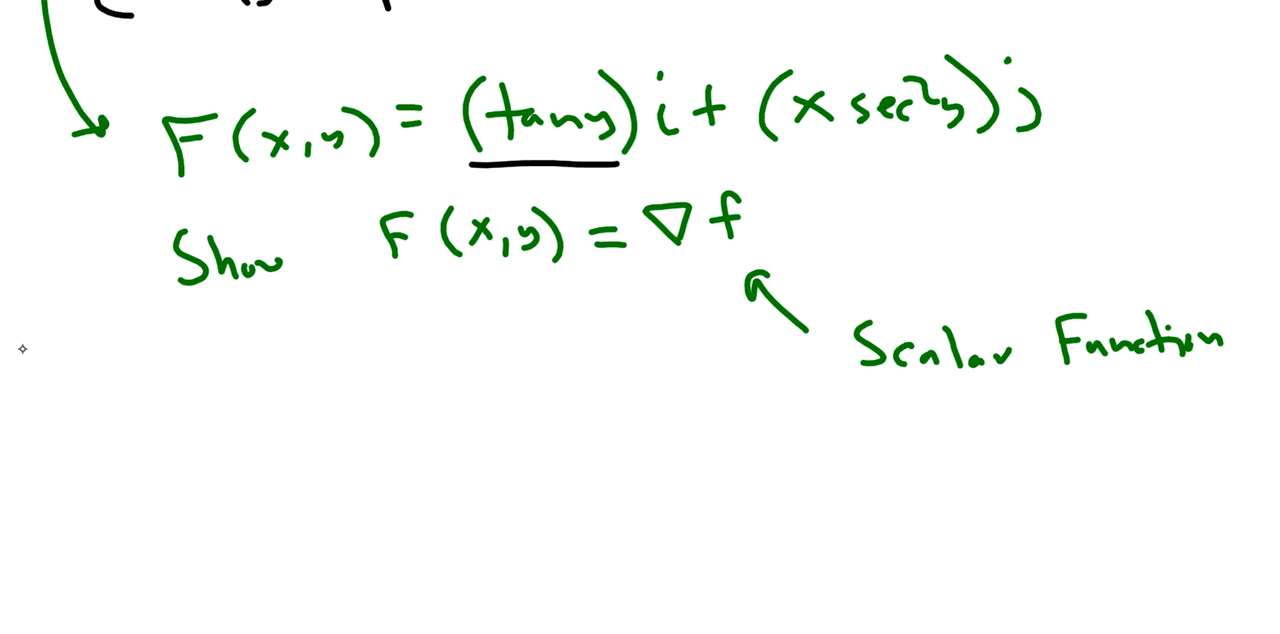 F(x,y) = (tany)i + (x sec²y)j
Show F(x,y) = ∇f
Scalar Function